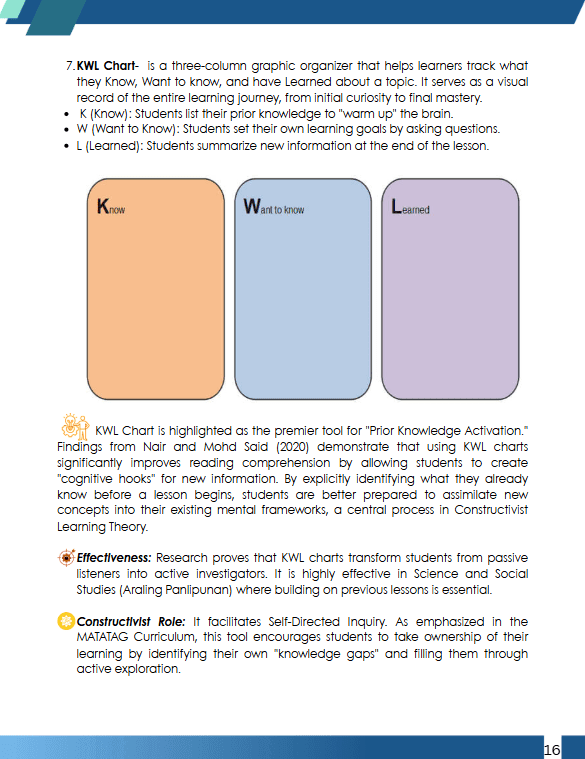 7. KWL Chart- is a three-column graphic organizer that helps learners track what
they Know, Want to know, and have Learned about a topic. It serves as a visual
record of the entire learning journey, from initial curiosity to final mastery.
• K (Know): Students list their prior knowledge to "warm up" the brain.
• W (Want to Know): Students set their own learning goals by asking questions.
• L (Learned): Students summarize new information at the end of the lesson.
Know
Want to know
Learned
KWL Chart is highlighted as the premier tool for "Prior Knowledge Activation."
Findings from Nair and Mohd Said (2020) demonstrate that using KWL charts
significantly improves reading comprehension by allowing students to create
"cognitive hooks" for new information. By explicitly identifying what they already
know before a lesson begins, students are better prepared to assimilate new
concepts into their existing mental frameworks, a central process in Constructivist
Learning Theory.
Effectiveness: Research proves that KWL charts transform students from passive
listeners into active investigators. It is highly effective in Science and Social
Studies (Araling Panlipunan) where building on previous lessons is essential.
Constructivist Role: It facilitates Self-Directed Inquiry. As emphasized in the
MATATAG Curriculum, this tool encourages students to take ownership of their
learning by identifying their own "knowledge gaps" and filling them through
active exploration.
16